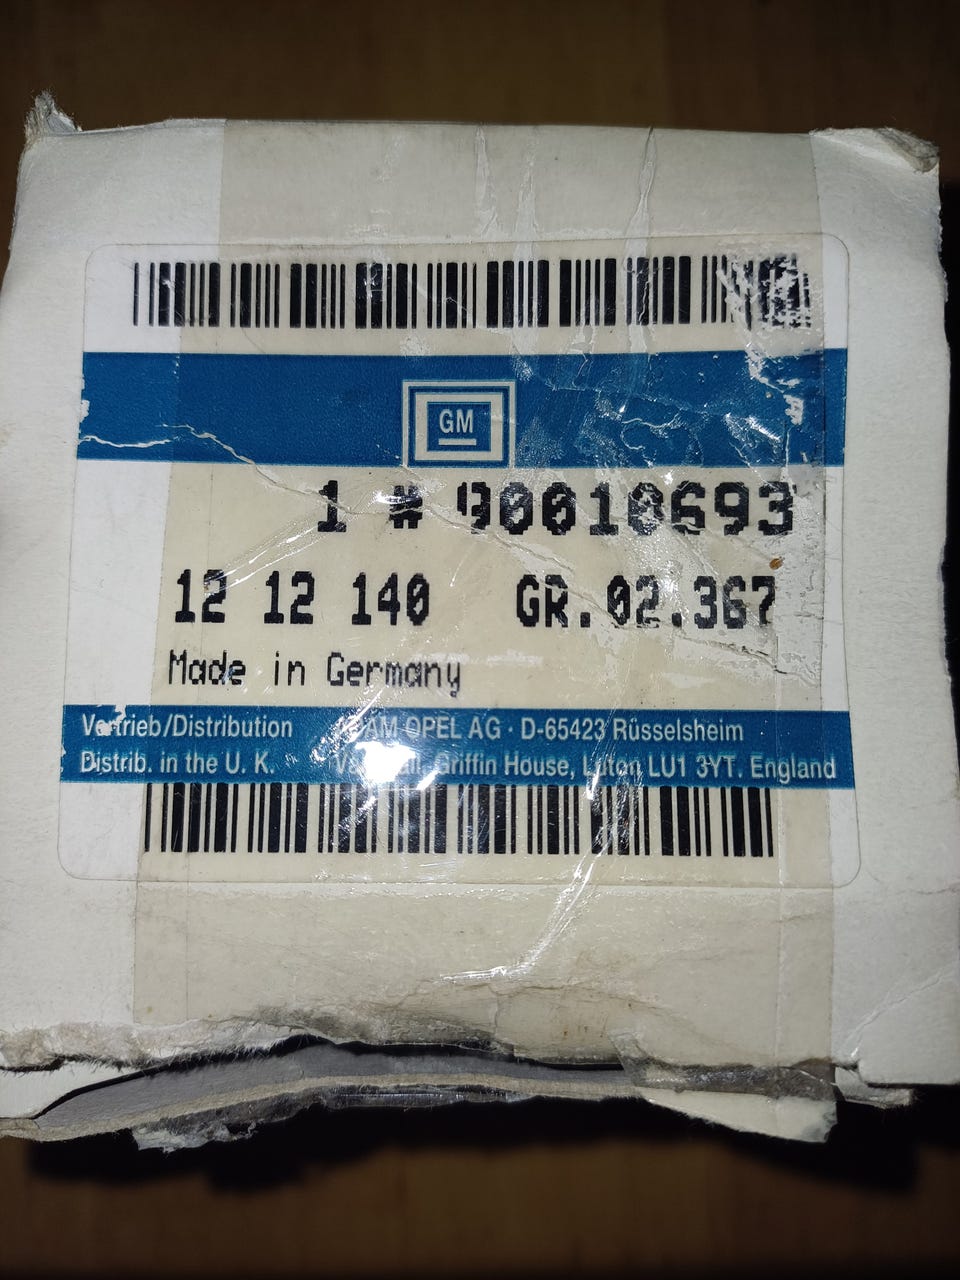 GM
1 # 90010693
12 12 140 GR.02.367
Made in Germany
Vertrieb/Distribution AM OPEL AG · D-65423 Rüsselsheim
Distrib. in the U. K. Griffin House, Luton LU1 3YT. England